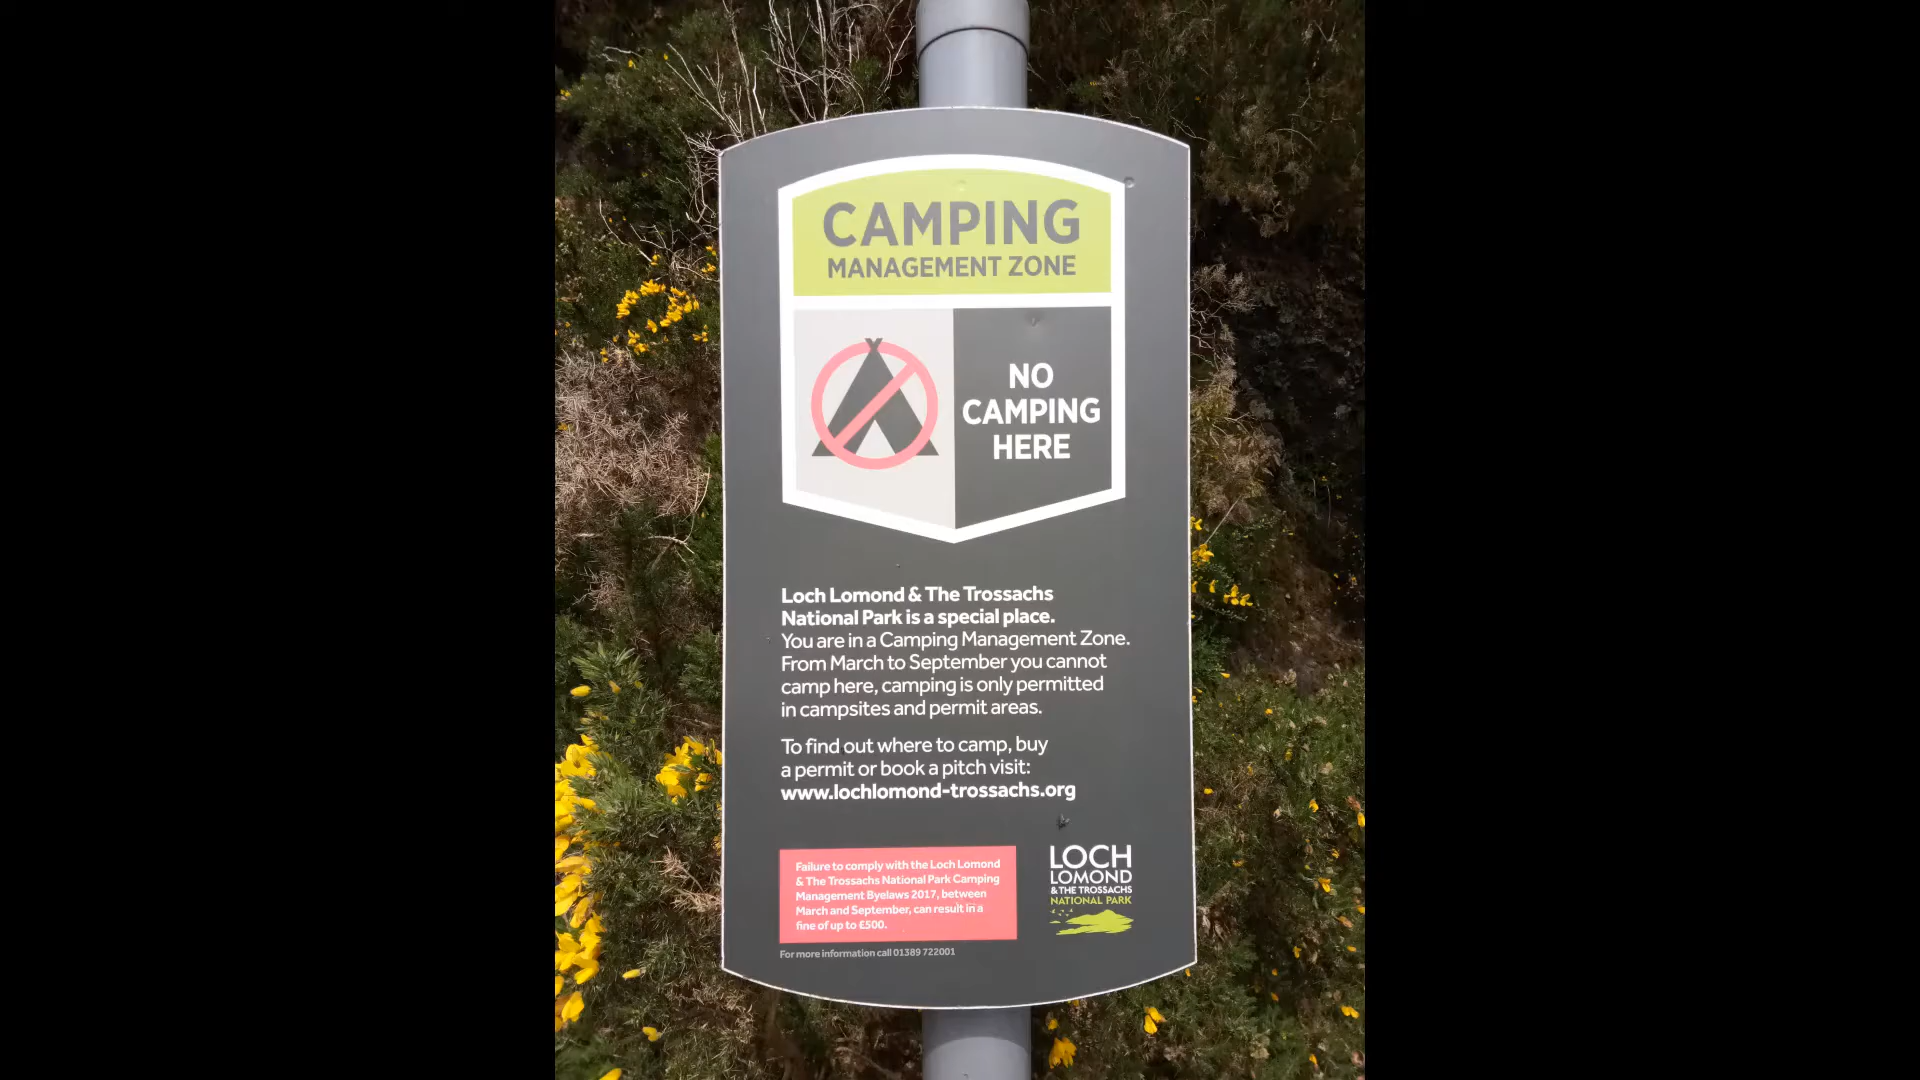 CAMPING
MANAGEMENT ZONE
NO
CAMPING
HERE
Loch Lomond & The Trossachs
National Park is a special place.
You are in a Camping Management Zone.
From March to September you cannot
camp here, camping is only permitted
in campsites and permit areas.
To find out where to camp, buy
a permit or book a pitch visit:
www.lochlomond-trossachs.org
Failure to comply with the Loch Lomond
& The Trossachs National Park Camping
Management Byelaws 2017, between
March and September, can result in a
fine of up to £500.
For more information call 01389 722001
LOCH
LOMOND
& THE TROSSACHS
NATIONAL PARK